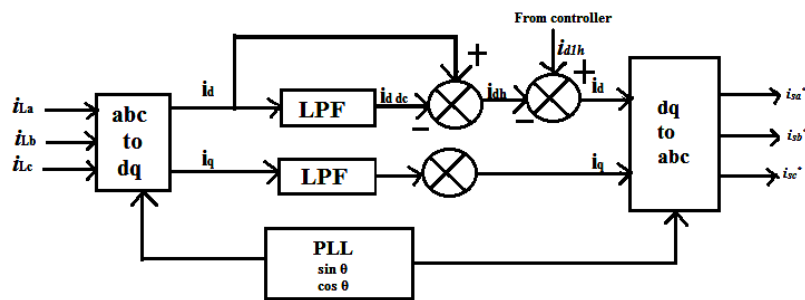 From controller
i_d1h
+
+
i_d
i_d dc
i_dh
i_d
i_La
i_Lb
i_Lc
abc
to
dq
LPF
−
−
dq
to
abc
i_sa*
i_sb*
i_sc*
i_q
LPF
i_q
PLL
sin θ
cos θ